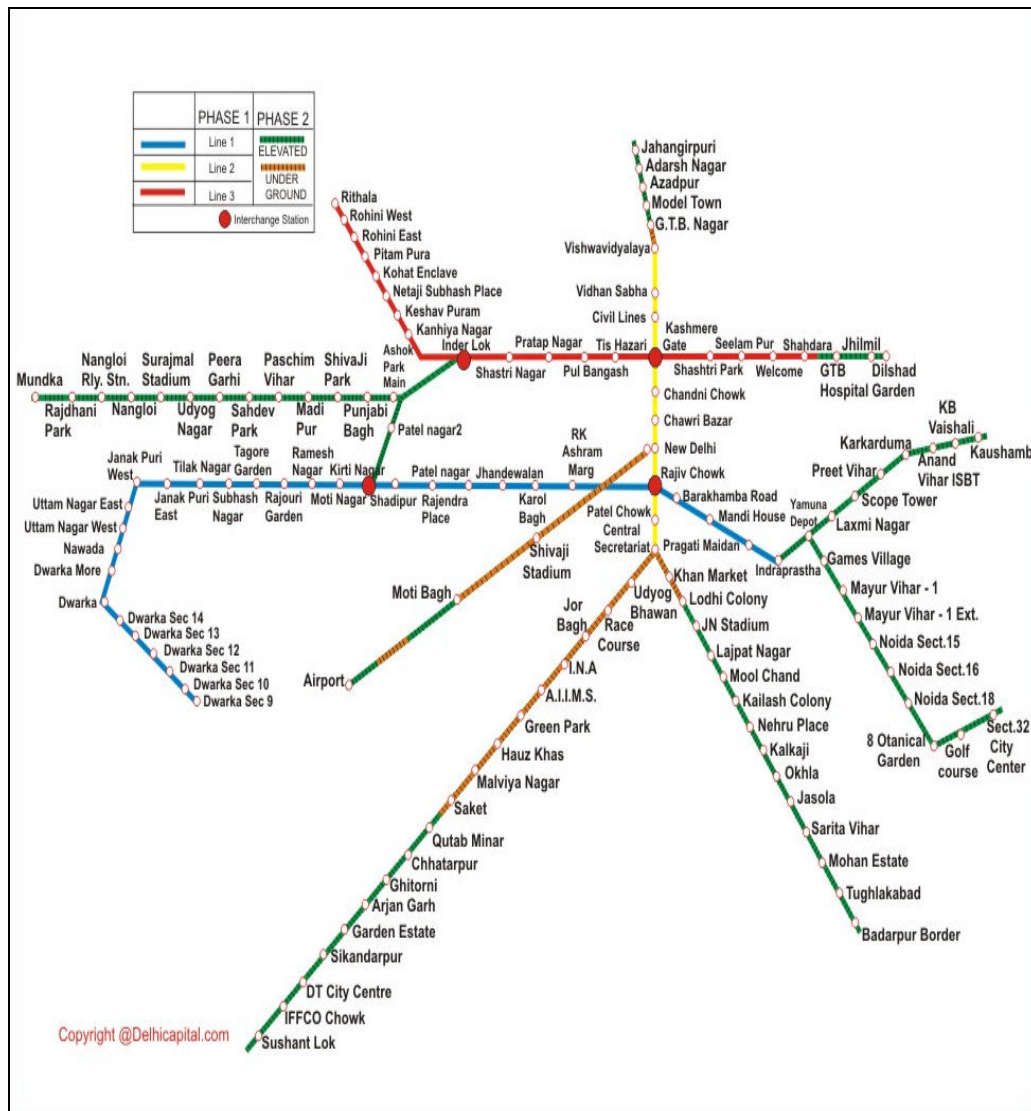 PHASE 1
PHASE 2
Line 1
ELEVATED
Line 2
UNDER
GROUND
Line 3
Interchange Station
Rithala
Rohini West
Rohini East
Pitam Pura
Kohat Enclave
Netaji Subhash Place
Keshav Puram
Kanhiya Nagar
Inder Lok
Shastri Nagar
Pratap Nagar
Pul Bangash
Tis Hazari
Kashmere
Gate
Shashtri Park
Seelam Pur
Welcome
Shahdara
GTB
Hospital
Jhilmil
Dilshad
Garden
Jahangirpuri
Adarsh Nagar
Azadpur
Model Town
G.T.B. Nagar
Vishwavidyalaya
Vidhan Sabha
Civil Lines
Chandni Chowk
Chawri Bazar
New Delhi
Rajiv Chowk
Patel Chowk
Central
Secretariat
Mundka
Rajdhani
Park
Nangloi
Rly. Stn.
Nangloi
Surajmal
Stadium
Udyog
Nagar
Peera
Garhi
Sahdev
Park
Paschim
Vihar
Madi
Pur
ShivaJi
Park
Punjabi
Bagh
Ashok
Park
Main
Patel nagar2
Janak Puri
West
Janak Puri
East
Tilak Nagar
Subhash
Nagar
Tagore
Garden
Rajouri
Garden
Ramesh
Nagar
Moti Nagar
Kirti Nagar
Shadipur
Patel nagar
Rajendra
Place
Jhandewalan
Karol
Bagh
RK
Ashram
Marg
Uttam Nagar East
Uttam Nagar West
Nawada
Dwarka More
Dwarka
Dwarka Sec 14
Dwarka Sec 13
Dwarka Sec 12
Dwarka Sec 11
Dwarka Sec 10
Dwarka Sec 9
Barakhamba Road
Mandi House
Pragati Maidan
Indraprastha
Yamuna
Depot
Laxmi Nagar
Scope Tower
Preet Vihar
Karkarduma
Anand
Vihar ISBT
KB
Vaishali
Kaushamb
Games Village
Mayur Vihar - 1
Mayur Vihar - 1 Ext.
Noida Sect.15
Noida Sect.16
Noida Sect.18
8 Otanical
Garden
Golf
course
Sect.32
City
Center
Shivaji
Stadium
Moti Bagh
Airport
Khan Market
Lodhi Colony
JN Stadium
Lajpat Nagar
Mool Chand
Kailash Colony
Nehru Place
Kalkaji
Okhla
Jasola
Sarita Vihar
Mohan Estate
Tughlakabad
Badarpur Border
Udyog
Bhawan
Race
Course
Jor
Bagh
I.N.A
A.I.I.M.S.
Green Park
Hauz Khas
Malviya Nagar
Saket
Qutab Minar
Chhatarpur
Ghitorni
Arjan Garh
Garden Estate
Sikandarpur
DT City Centre
IFFCO Chowk
Sushant Lok
Copyright @Delhicapital.com